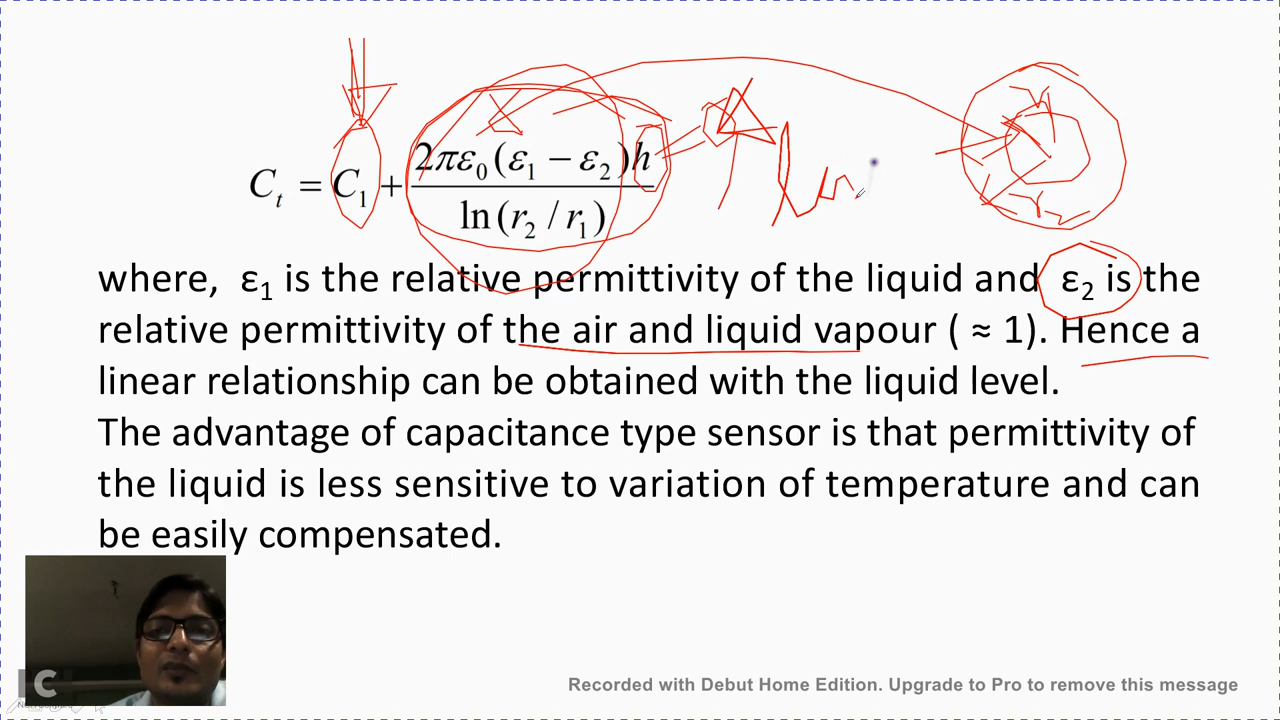 C_t = C_1 + 2πε_0(ε_1 − ε_2)h / ln(r_2 / r_1)
where, ε_1 is the relative permittivity of the liquid and ε_2 is the
relative permittivity of the air and liquid vapour ( ≈ 1). Hence a
linear relationship can be obtained with the liquid level.
The advantage of capacitance type sensor is that permittivity of
the liquid is less sensitive to variation of temperature and can
be easily compensated.
Recorded with Debut Home Edition. Upgrade to Pro to remove this message